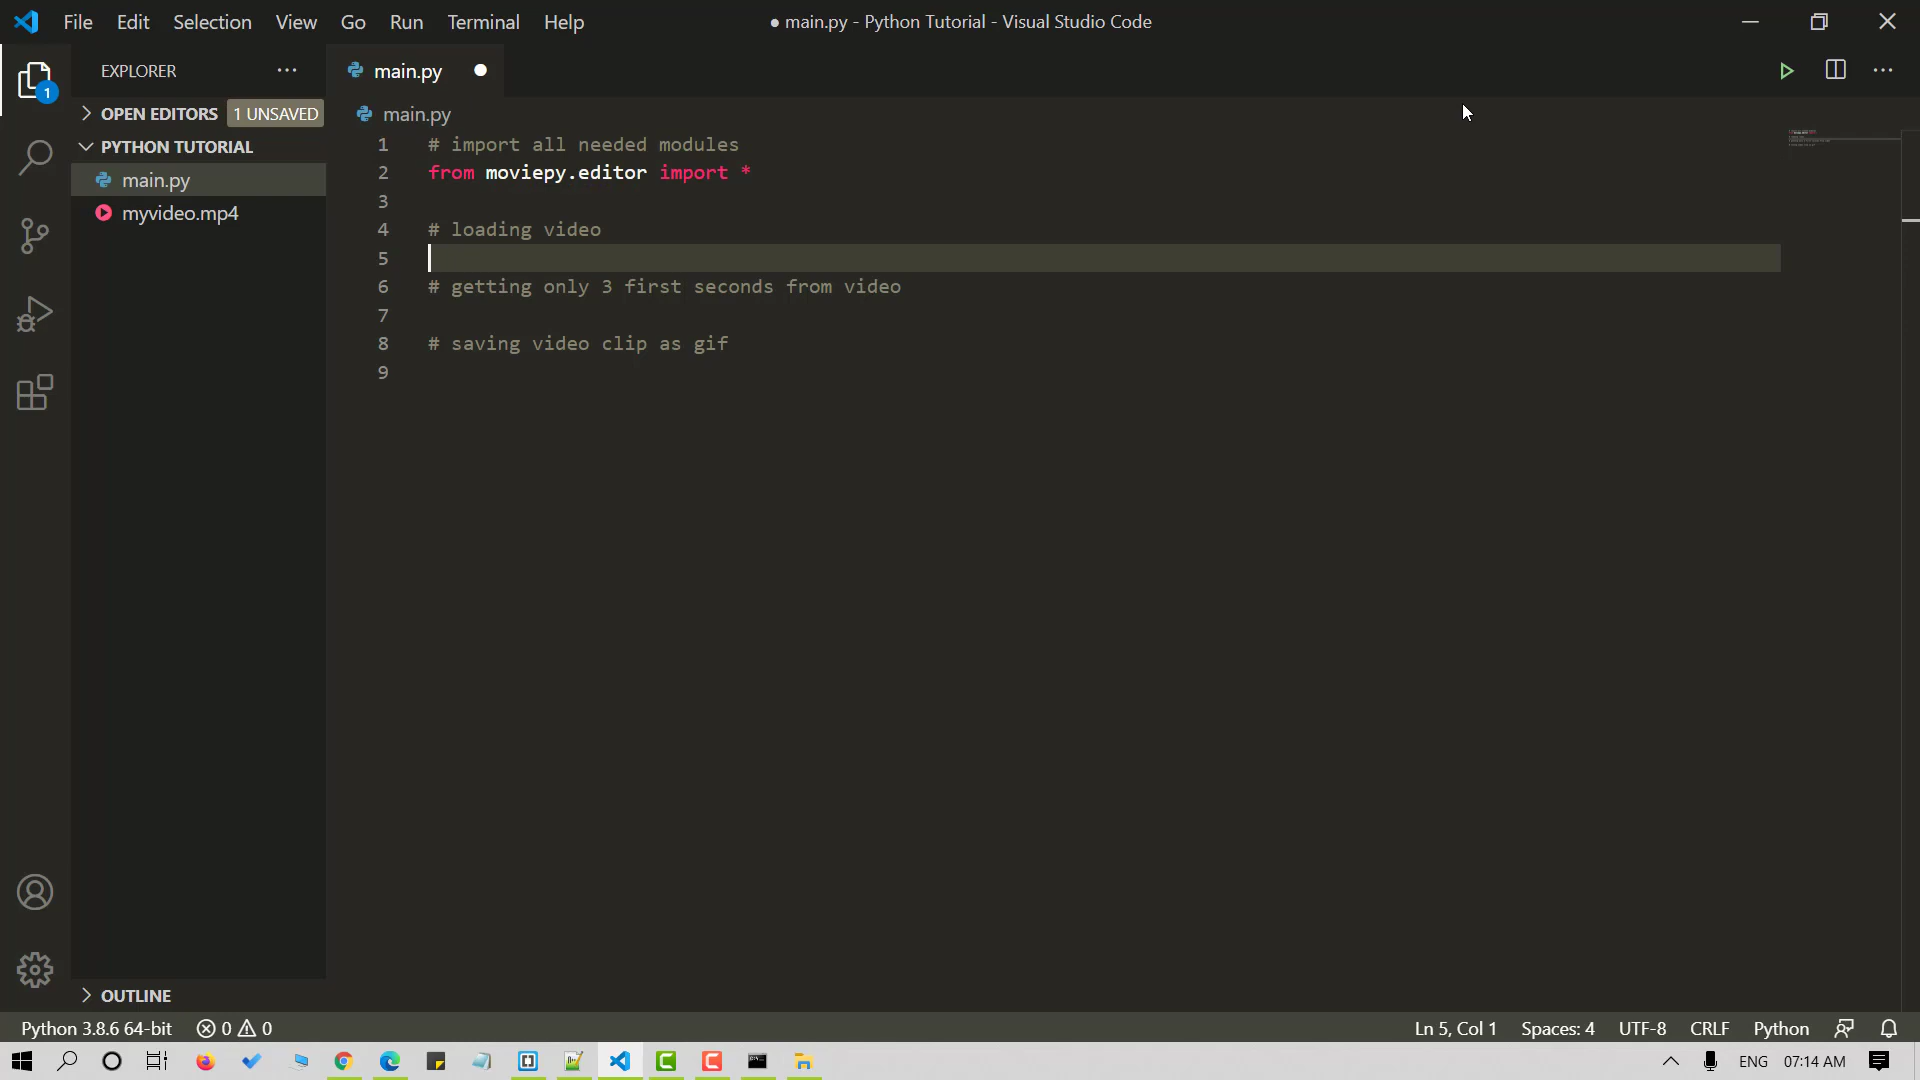 File Edit Selection View Go Run Terminal Help
● main.py - Python Tutorial - Visual Studio Code
EXPLORER
main.py
1
OPEN EDITORS 1 UNSAVED
main.py
PYTHON TUTORIAL
main.py
myvideo.mp4
1 # import all needed modules
2 from moviepy.editor import *
3
4 # loading video
5
6 # getting only 3 first seconds from video
7
8 # saving video clip as gif
9
OUTLINE
Python 3.8.6 64-bit 0 0
Ln 5, Col 1 Spaces: 4 UTF-8 CRLF Python
ENG 07:14 AM